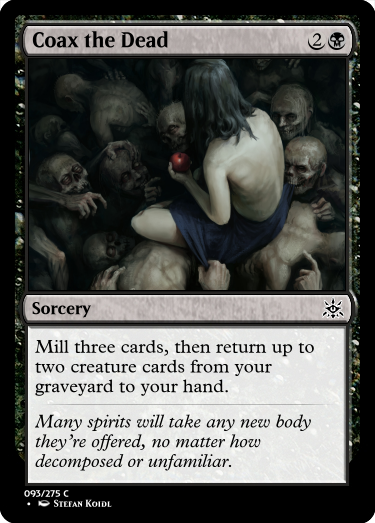 Coax the Dead 2
Sorcery
Mill three cards, then return up to
two creature cards from your
graveyard to your hand.
Many spirits will take any new body
they're offered, no matter how
decomposed or unfamiliar.
093/275 C
• Stefan Koidl